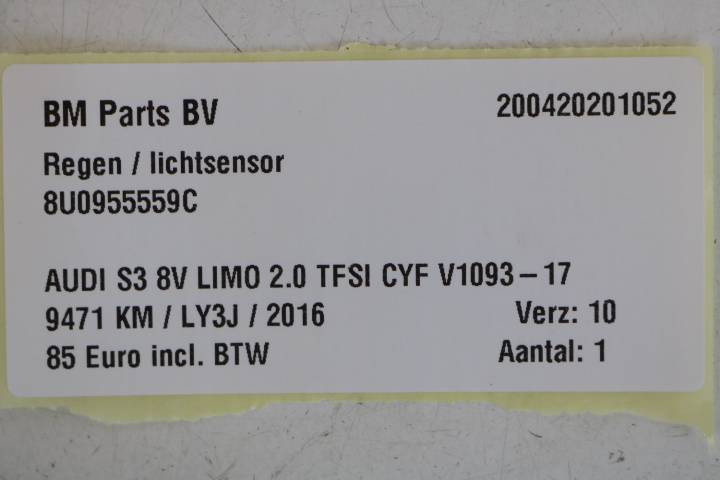 BM Parts BV 200420201052
Regen / lichtsensor
8U0955559C
AUDI S3 8V LIMO 2.0 TFSI CYF V1093-17
9471 KM / LY3J / 2016 Verz: 10
85 Euro incl. BTW Aantal: 1